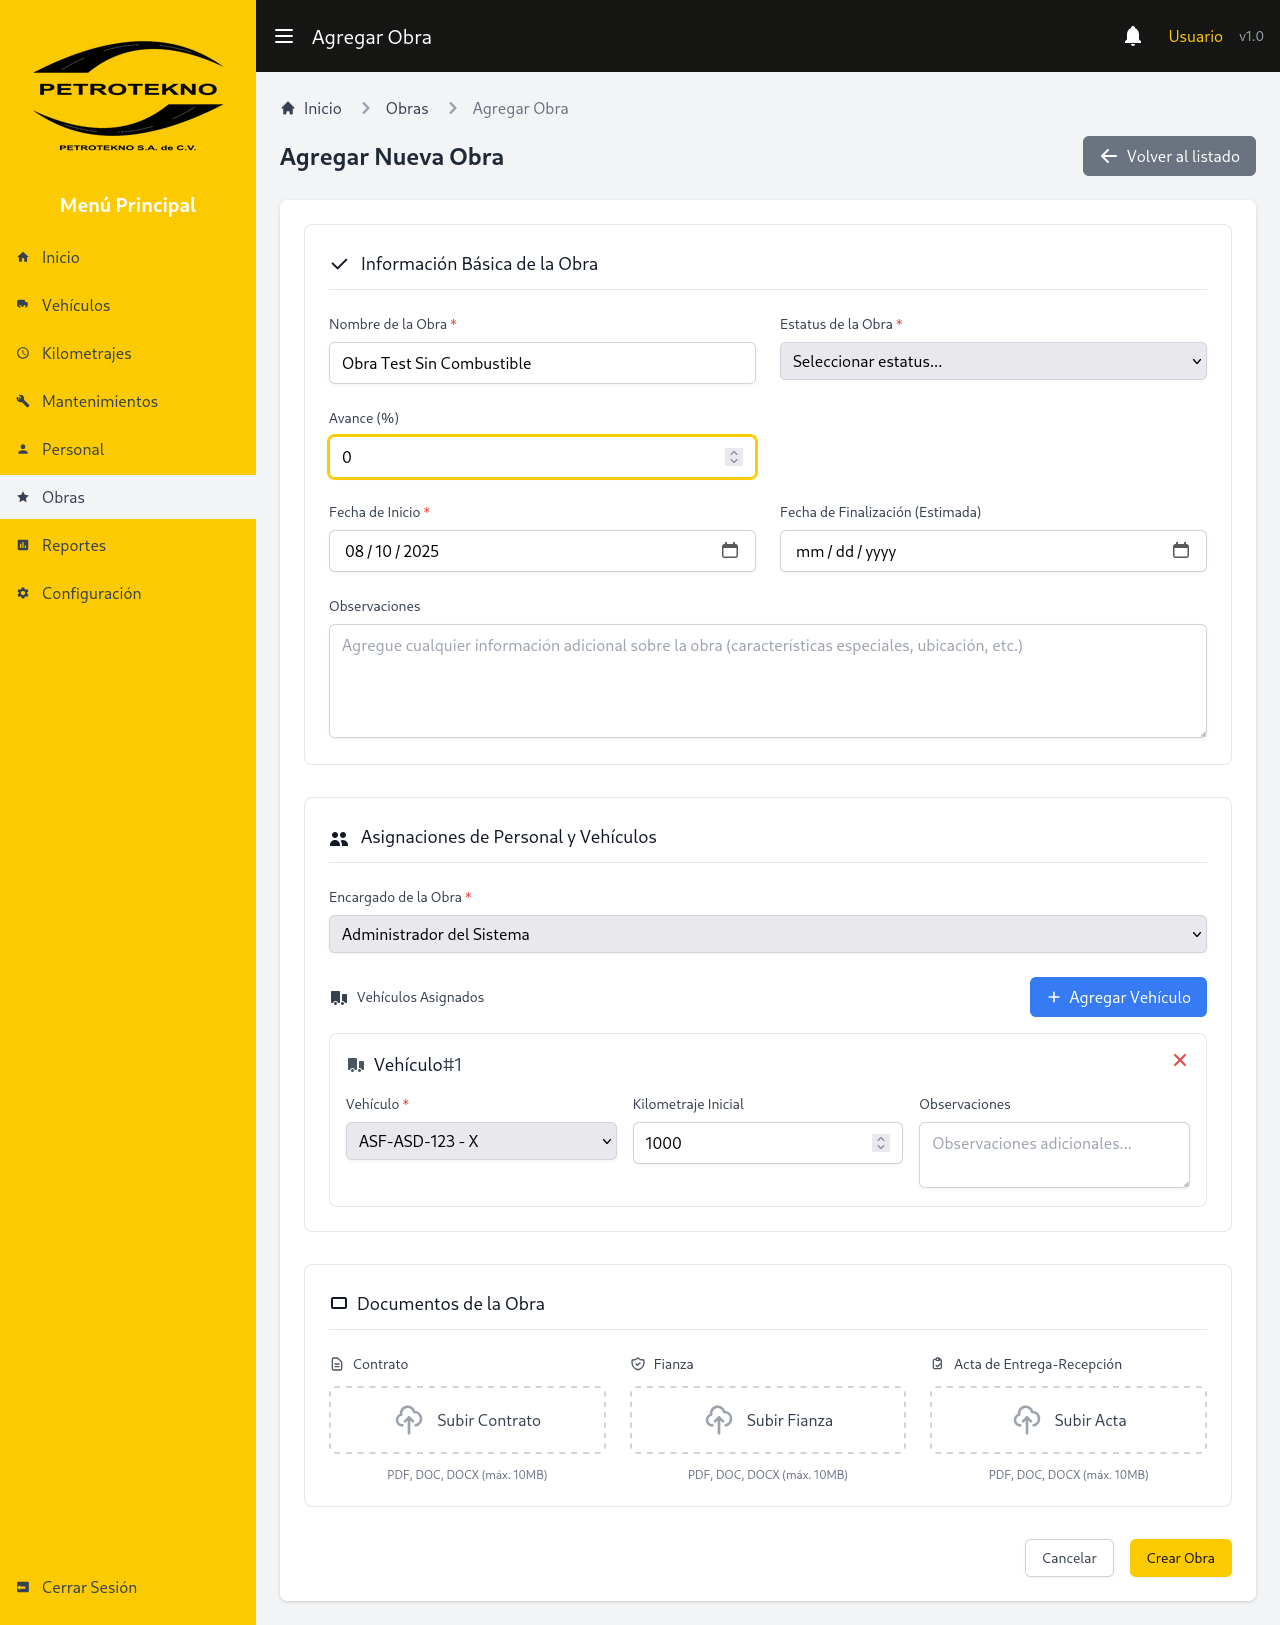 PETROTEKNO
PETROTEKNO S.A. de C.V.
Menú Principal
Inicio
Vehículos
Kilometrajes
Mantenimientos
Personal
Obras
Reportes
Configuración
Cerrar Sesión
Agregar Obra
Usuario v1.0
Inicio Obras Agregar Obra
Agregar Nueva Obra
Volver al listado
Información Básica de la Obra
Nombre de la Obra * Estatus de la Obra *
Obra Test Sin Combustible Seleccionar estatus...
Avance (%)
0
Fecha de Inicio * Fecha de Finalización (Estimada)
08/10/2025 mm/dd/yyyy
Observaciones
Agregue cualquier información adicional sobre la obra (características especiales, ubicación, etc.)
Asignaciones de Personal y Vehículos
Encargado de la Obra *
Administrador del Sistema
Vehículos Asignados
Agregar Vehículo
Vehículo#1
Vehículo * Kilometraje Inicial Observaciones
ASF-ASD-123 - X 1000 Observaciones adicionales...
Documentos de la Obra
Contrato Fianza Acta de Entrega-Recepción
Subir Contrato Subir Fianza Subir Acta
PDF, DOC, DOCX (máx. 10MB) PDF, DOC, DOCX (máx. 10MB) PDF, DOC, DOCX (máx. 10MB)
Cancelar Crear Obra